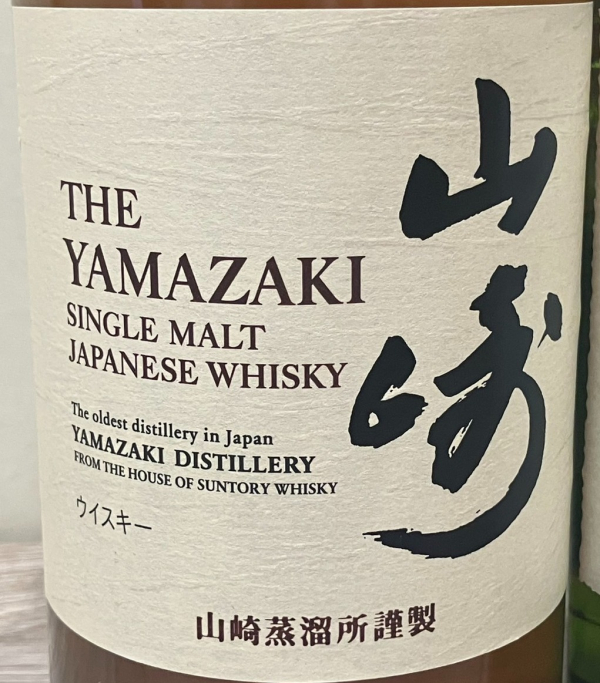 THE
YAMAZAKI
SINGLE MALT
JAPANESE WHISKY
The oldest distillery in Japan
YAMAZAKI DISTILLERY
FROM THE HOUSE OF SUNTORY WHISKY
ウイスキー
山崎
山崎蒸溜所謹製